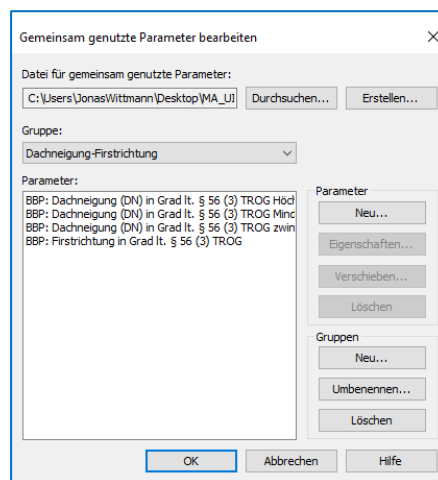 Gemeinsam genutzte Parameter bearbeiten
Datei für gemeinsam genutzte Parameter:
C:\Users\JonasWittmann\Desktop\MA_UI
Durchsuchen...
Erstellen...
Gruppe:
Dachneigung-Firstrichtung
Parameter:
BBP: Dachneigung (DN) in Grad lt. § 56 (3) TROG Höch
BBP: Dachneigung (DN) in Grad lt. § 56 (3) TROG Mind
BBP: Dachneigung (DN) in Grad lt. § 56 (3) TROG zwin
BBP: Firstrichtung in Grad lt. § 56 (3) TROG
Parameter
Neu...
Eigenschaften...
Verschieben...
Löschen
Gruppen
Neu...
Umbenennen...
Löschen
OK
Abbrechen
Hilfe